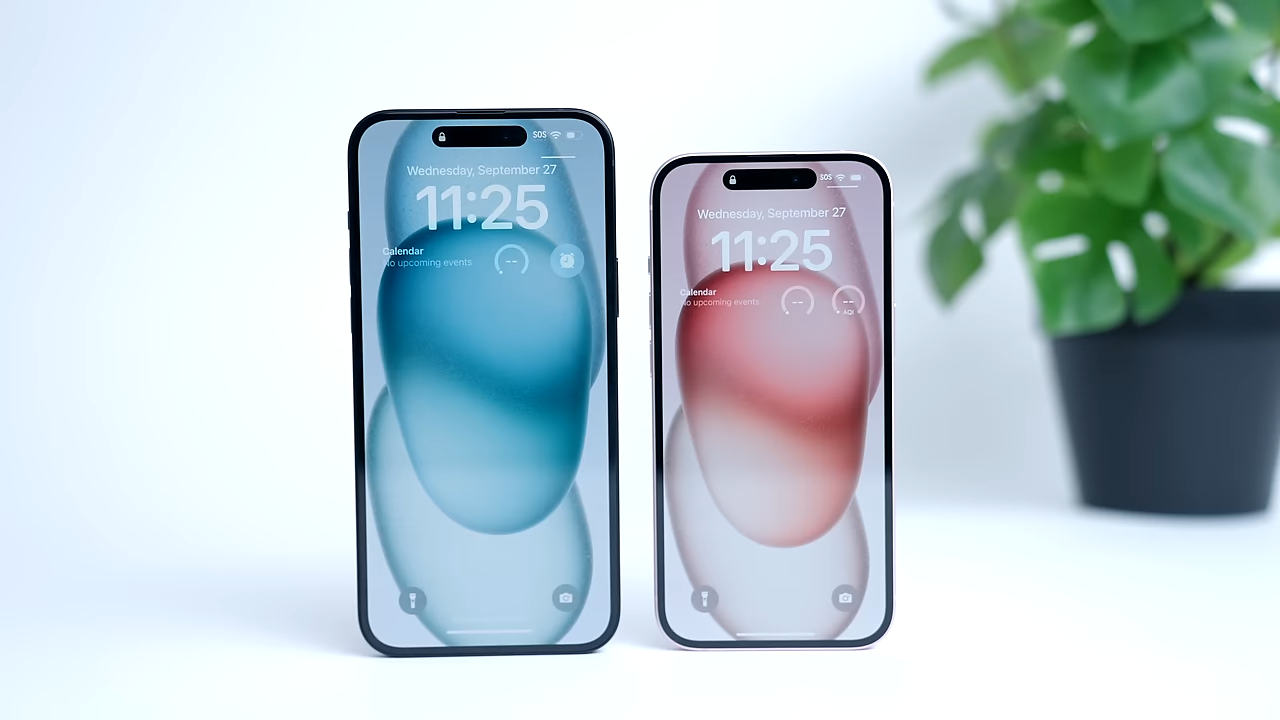 SOS
Wednesday, September 27
11:25
Calendar
No upcoming events
--
SOS
Wednesday, September 27
11:25
Calendar
No upcoming events
--
--
AQI